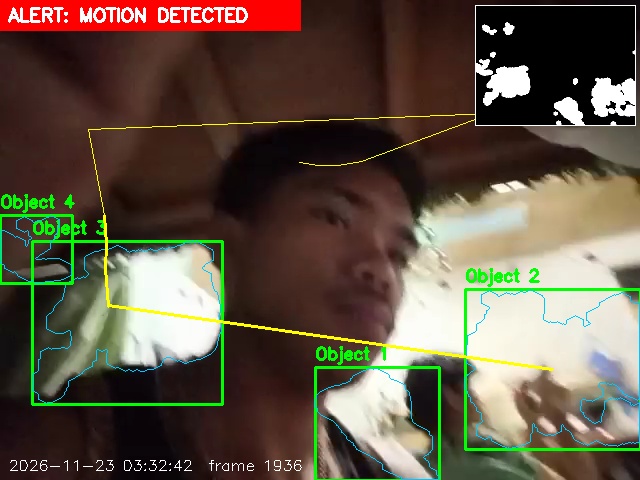 ALERT: MOTION DETECTED
Object 4
Object 3
Object 2
Object 1
2026-11-23 03:32:42 frame 1936